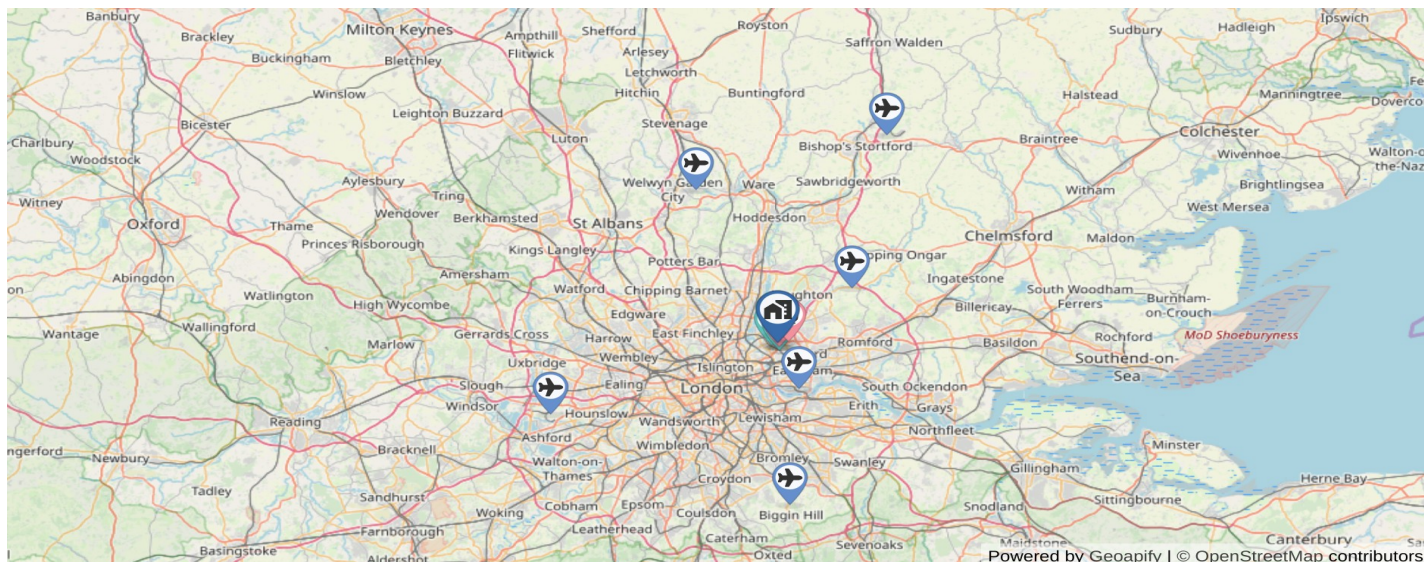 Banbury
Brackley
Milton Keynes
Bletchley
Buckingham
Ampthill
Flitwick
Shefford
Arlesey
Letchworth
Hitchin
Royston
Buntingford
Saffron Walden
Sudbury
Hadleigh
Ipswich
Winslow
Leighton Buzzard
Stevenage
Halstead
Manningtree
Bicester
Charlbury
Woodstock
Luton
Bishop's Stortford
Braintree
Colchester
Wivenhoe
Walton-o
the-Naz
Aylesbury
Tring
Wendover
Berkhamsted
Welwyn Garden
City
Ware
Sawbridgeworth
Witham
Brightlingsea
West Mersea
Witney
Oxford
Thame
Princes Risborough
Kings Langley
St Albans
Hoddesdon
Chelmsford
Maldon
Abingdon
Amersham
Watford
Potters Bar
pping Ongar
Ingatestone
on
Watlington
High Wycombe
Chipping Barnet
ghton
South Woodham
Ferrers
Burnham-
on-Crouch
Wantage
Wallingford
Marlow
Gerrards Cross
Edgware
Harrow
East Finchley
Romford
Billericay
Basildon
Rochford
MoD Shoeburyness
Uxbridge
Wembley
Islington
Southend-on-
Sea
Slough
Windsor
Ealing
London
South Ockendon
Reading
Hounslow
Wandsworth
Lewisham
Erith
Grays
Northfleet
Ashford
Wimbledon
Bromley
Swanley
Minster
ngerford
Newbury
Bracknell
Walton-on-
Thames
Croydon
Gillingham
Herne Bay
Tadley
Sandhurst
Woking
Cobham
Epsom
Coulsdon
Biggin Hill
Snodland
Sittingbourne
Farnborough
Leatherhead
Caterham
Sevenoaks
Maidstone
Canterbury
Basingstoke
Aldershot
Oxted
Powered by Geoapify | © OpenStreetMap contributors